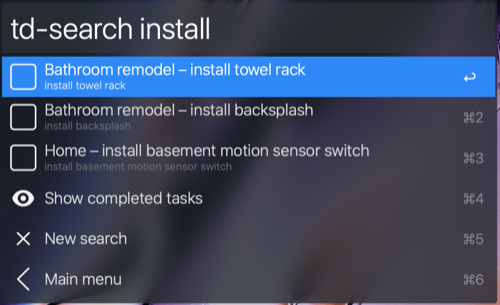 td-search install
Bathroom remodel – install towel rack
install towel rack
↩
Bathroom remodel – install backsplash
install backsplash
⌘2
Home – install basement motion sensor switch
install basement motion sensor switch
⌘3
Show completed tasks
⌘4
New search
⌘5
Main menu
⌘6